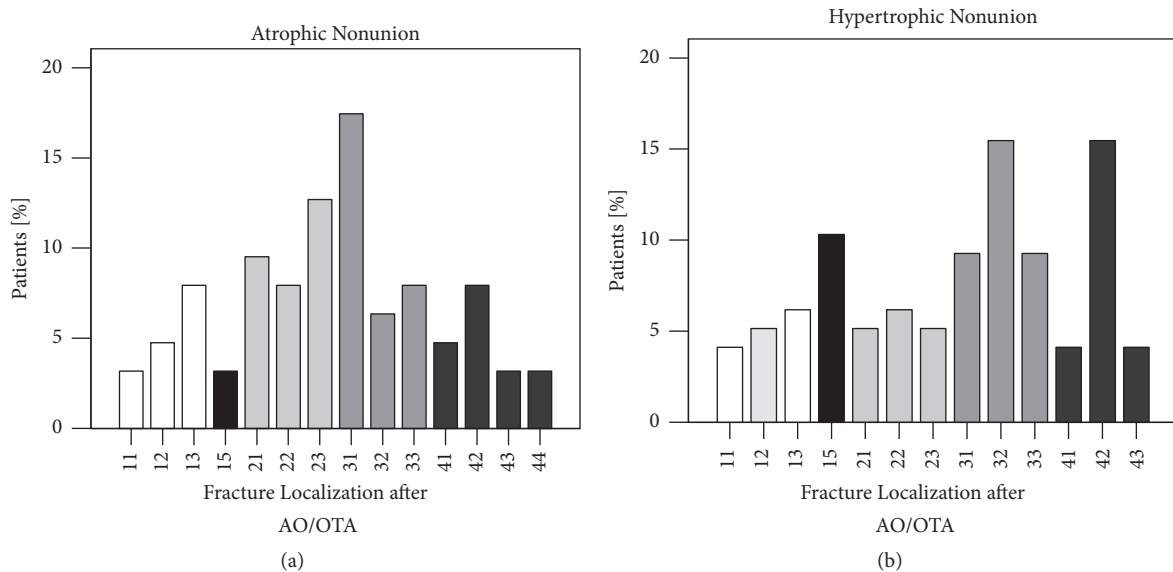 Atrophic Nonunion
20
15
10
5
0
Patients [%]
11 12 13 15 21 22 23 31 32 33 41 42 43 44
Fracture Localization after
AO/OTA
(a)
Hypertrophic Nonunion
20
15
10
5
0
Patients [%]
11 12 13 15 21 22 23 31 32 33 41 42 43
Fracture Localization after
AO/OTA
(b)